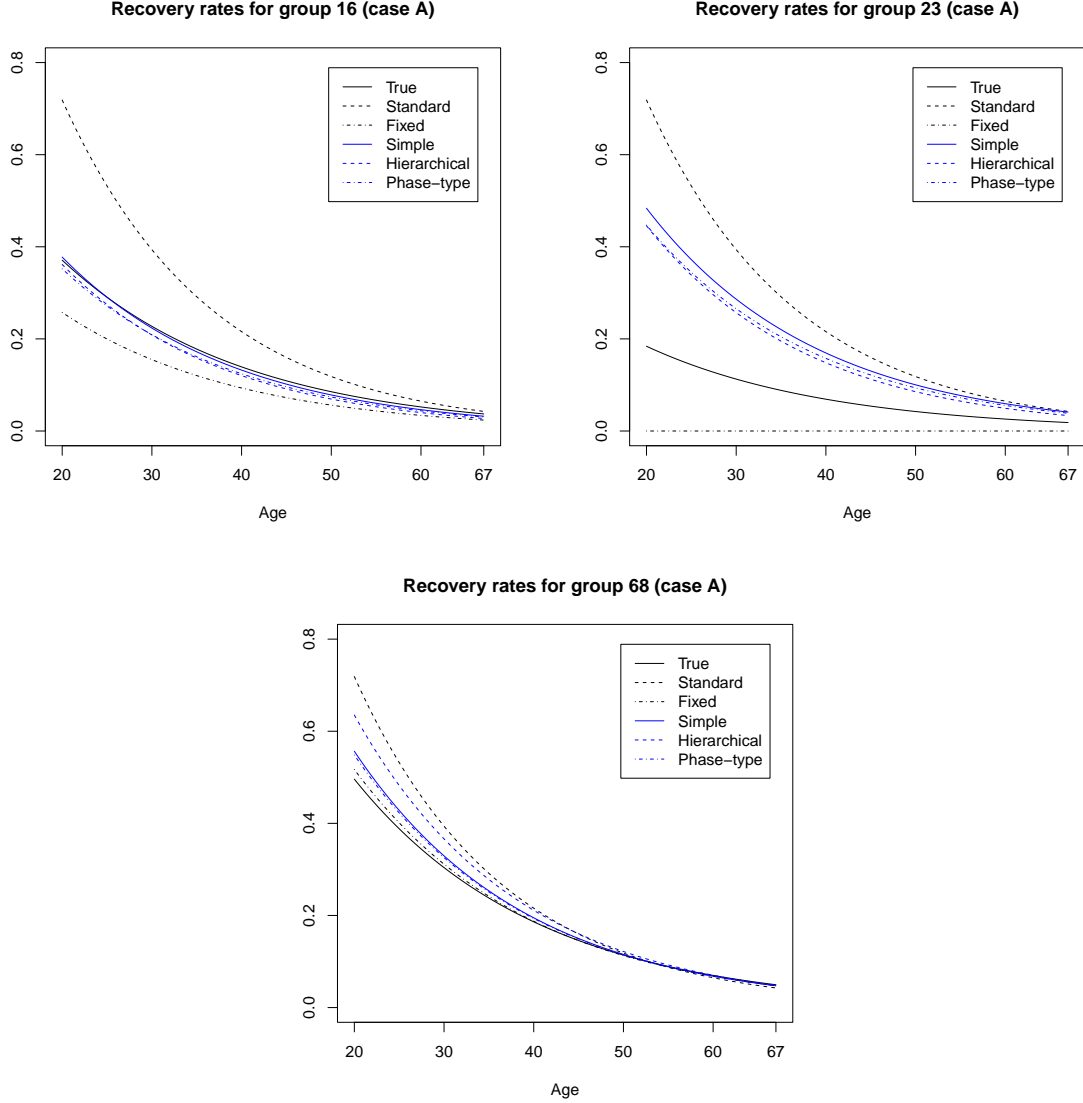 Recovery rates for group 16 (case A)
0.8
0.6
0.4
0.2
0.0
True
Standard
Fixed
Simple
Hierarchical
Phase−type
20
30
40
50
60
67
Age
Recovery rates for group 23 (case A)
0.8
0.6
0.4
0.2
0.0
True
Standard
Fixed
Simple
Hierarchical
Phase−type
20
30
40
50
60
67
Age
Recovery rates for group 68 (case A)
0.8
0.6
0.4
0.2
0.0
True
Standard
Fixed
Simple
Hierarchical
Phase−type
20
30
40
50
60
67
Age